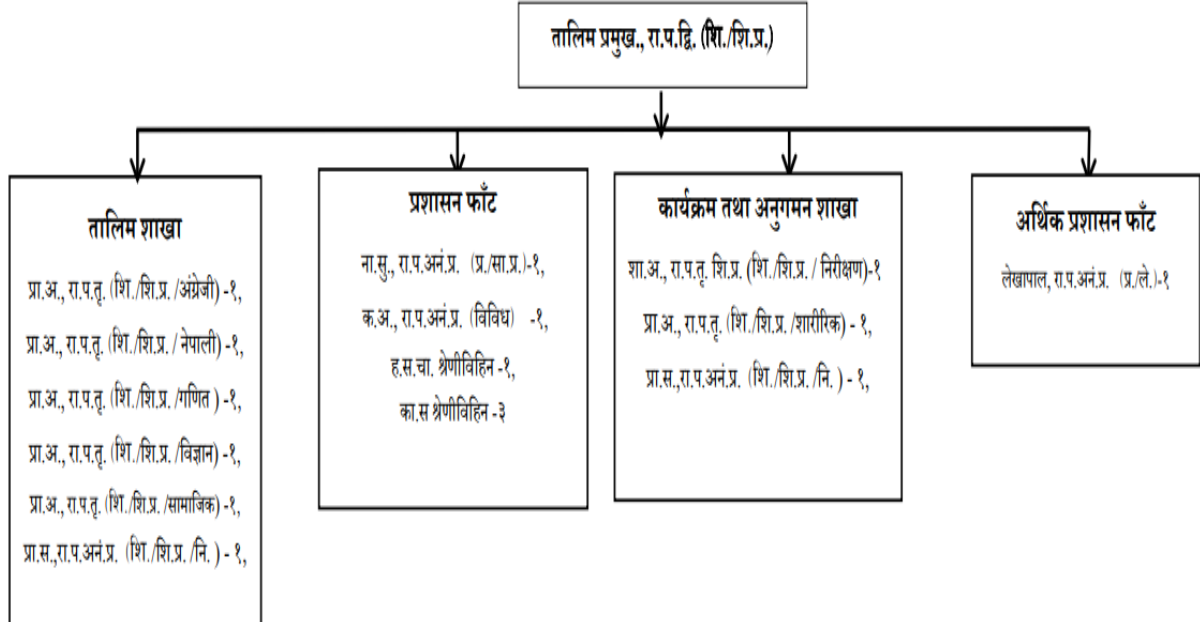 तालिम प्रमुख., रा.प.द्वि. (शि./शि.प्र.)
तालिम शाखा
प्रा.अ., रा.प.तृ. (शि./शि.प्र. /अंग्रेजी) -१,
प्रा.अ., रा.प.तृ. (शि./शि.प्र. / नेपाली) -१,
प्रा.अ., रा.प.तृ. (शि./शि.प्र. /गणित ) -१,
प्रा.अ., रा.प.तृ. (शि./शि.प्र. /विज्ञान) -१,
प्रा.अ., रा.प.तृ. (शि./शि.प्र. /सामाजिक) -१,
प्रा.स.,रा.प.अनं.प्र. (शि./शि.प्र. /नि. ) - १,
प्रशासन फाँट
ना.सु., रा.प.अनं.प्र. (प्र./सा.प्र.)-१,
क.अ., रा.प.अनं.प्र. (विविध) -१,
ह.स.चा. श्रेणीविहिन -१,
का.स श्रेणीविहिन -३
कार्यक्रम तथा अनुगमन शाखा
शा.अ., रा.प.तृ. शि.प्र. (शि./शि.प्र. / निरीक्षण)-१
प्रा.अ., रा.प.तृ. (शि./शि.प्र. /शारीरिक) - १,
प्रा.स.,रा.प.अनं.प्र. (शि./शि.प्र. /नि. ) - १,
अर्थिक प्रशासन फाँट
लेखापाल, रा.प.अनं.प्र. (प्र./ले.)-१